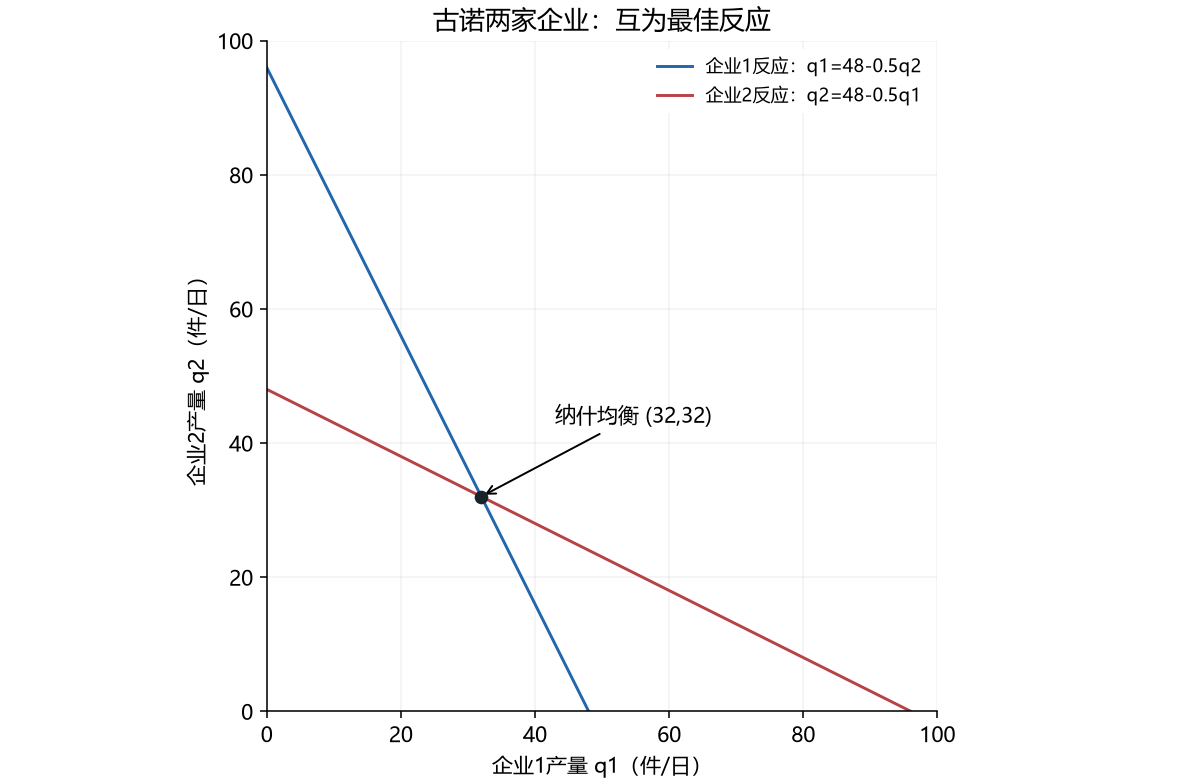 古诺两家企业：互为最佳反应
企业1反应：q1=48-0.5q2
企业2反应：q2=48-0.5q1
纳什均衡 (32,32)
企业2产量 q2（件/日）
100
80
60
40
20
0
0 20 40 60 80 100
企业1产量 q1（件/日）